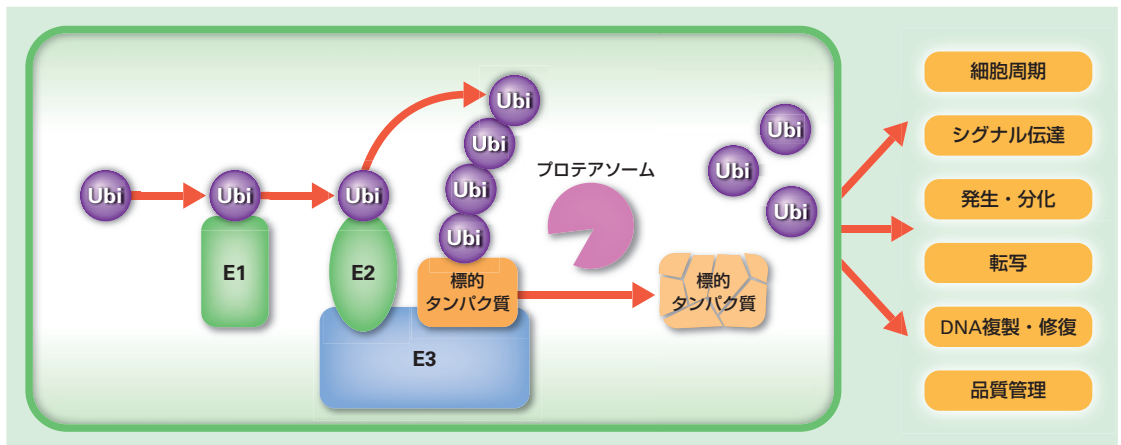 Ubi
Ubi
Ubi
Ubi
Ubi
Ubi
Ubi
E1
E2
E3
標的
タンパク質
プロテアソーム
Ubi
Ubi
Ubi
標的
タンパク質
細胞周期
シグナル伝達
発生・分化
転写
DNA複製・修復
品質管理